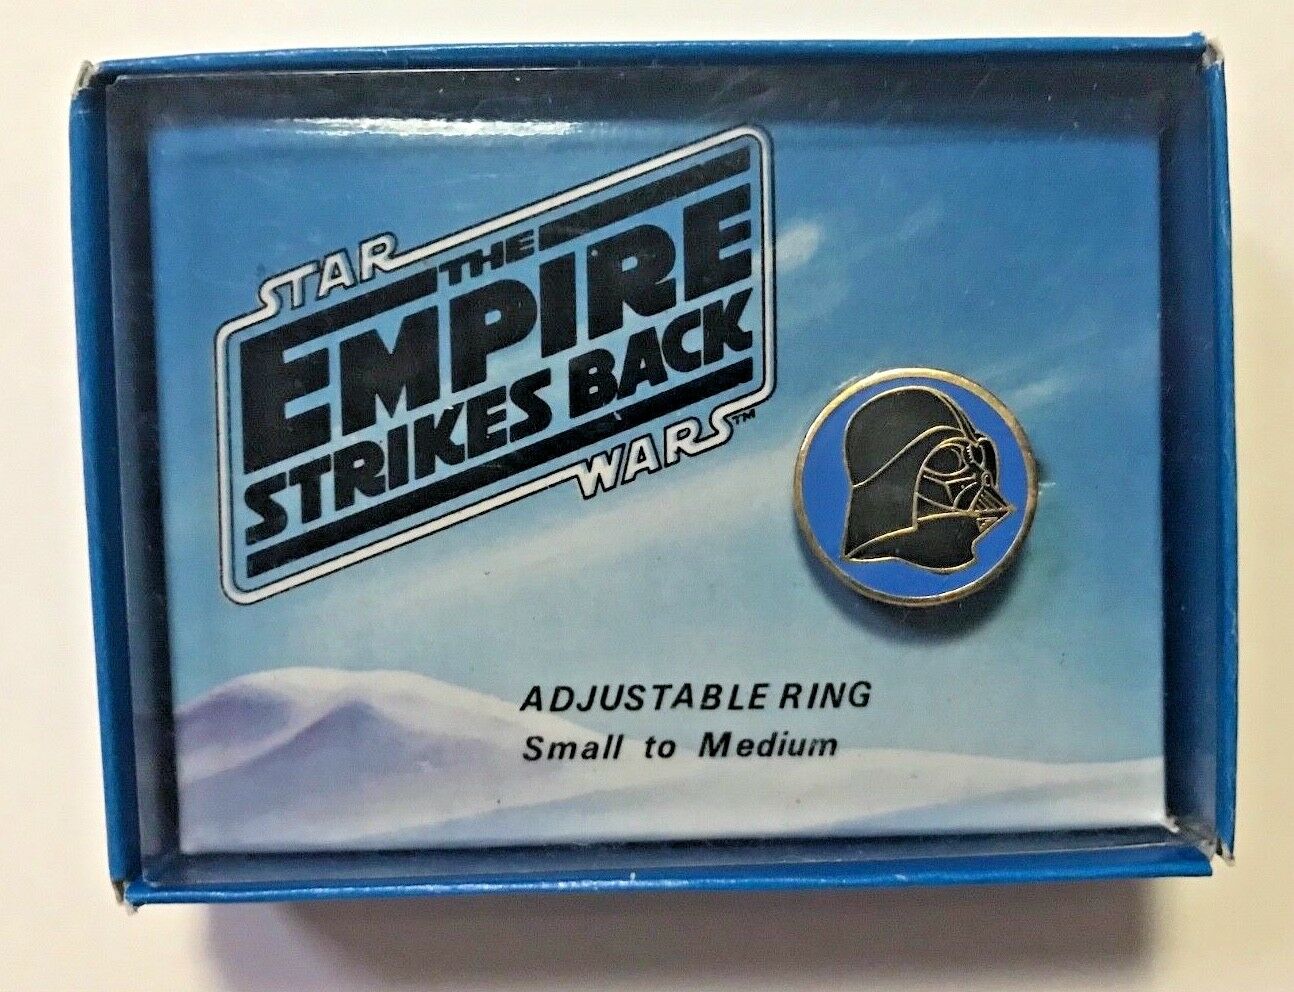 STAR
THE
EMPIRE
STRIKES BACK
WARS™
ADJUSTABLE RING
Small to Medium